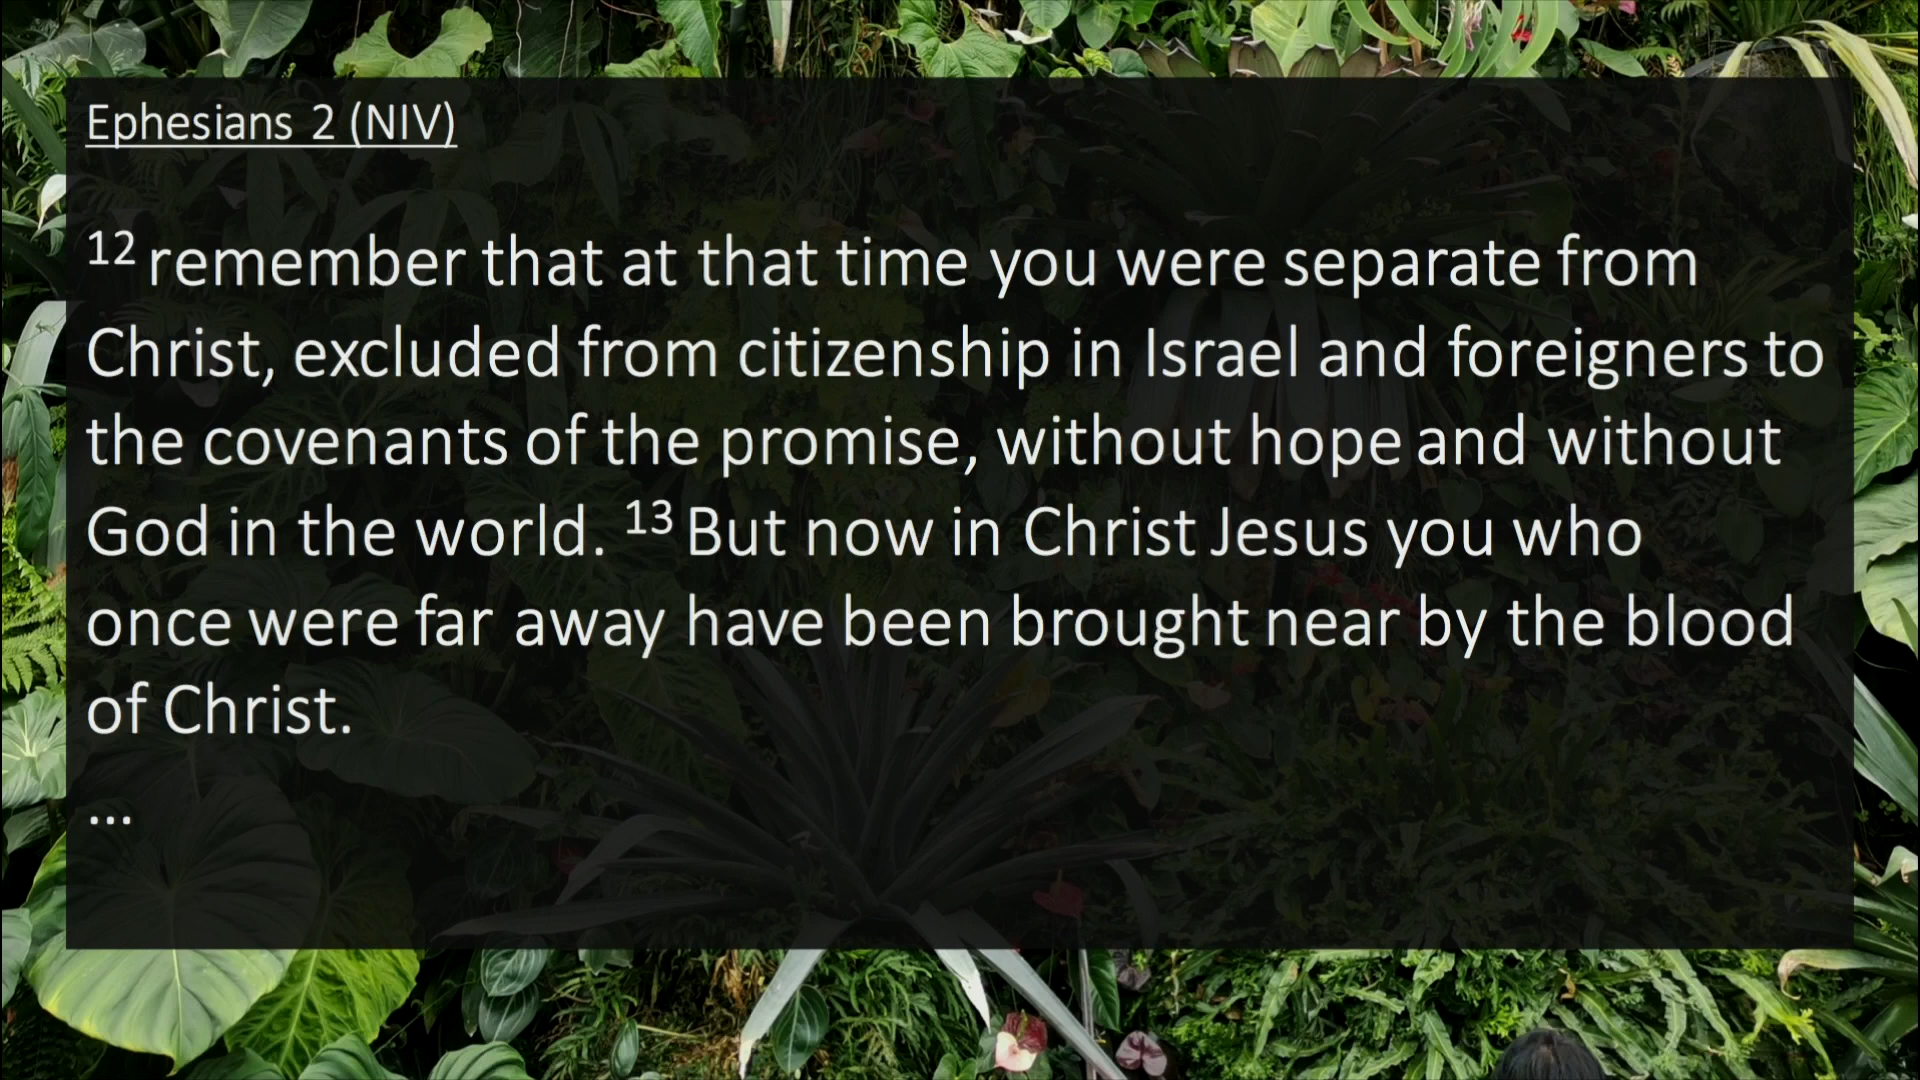 Ephesians 2 (NIV)
12 remember that at that time you were separate from
Christ, excluded from citizenship in Israel and foreigners to
the covenants of the promise, without hope and without
God in the world. 13 But now in Christ Jesus you who
once were far away have been brought near by the blood
of Christ.
...